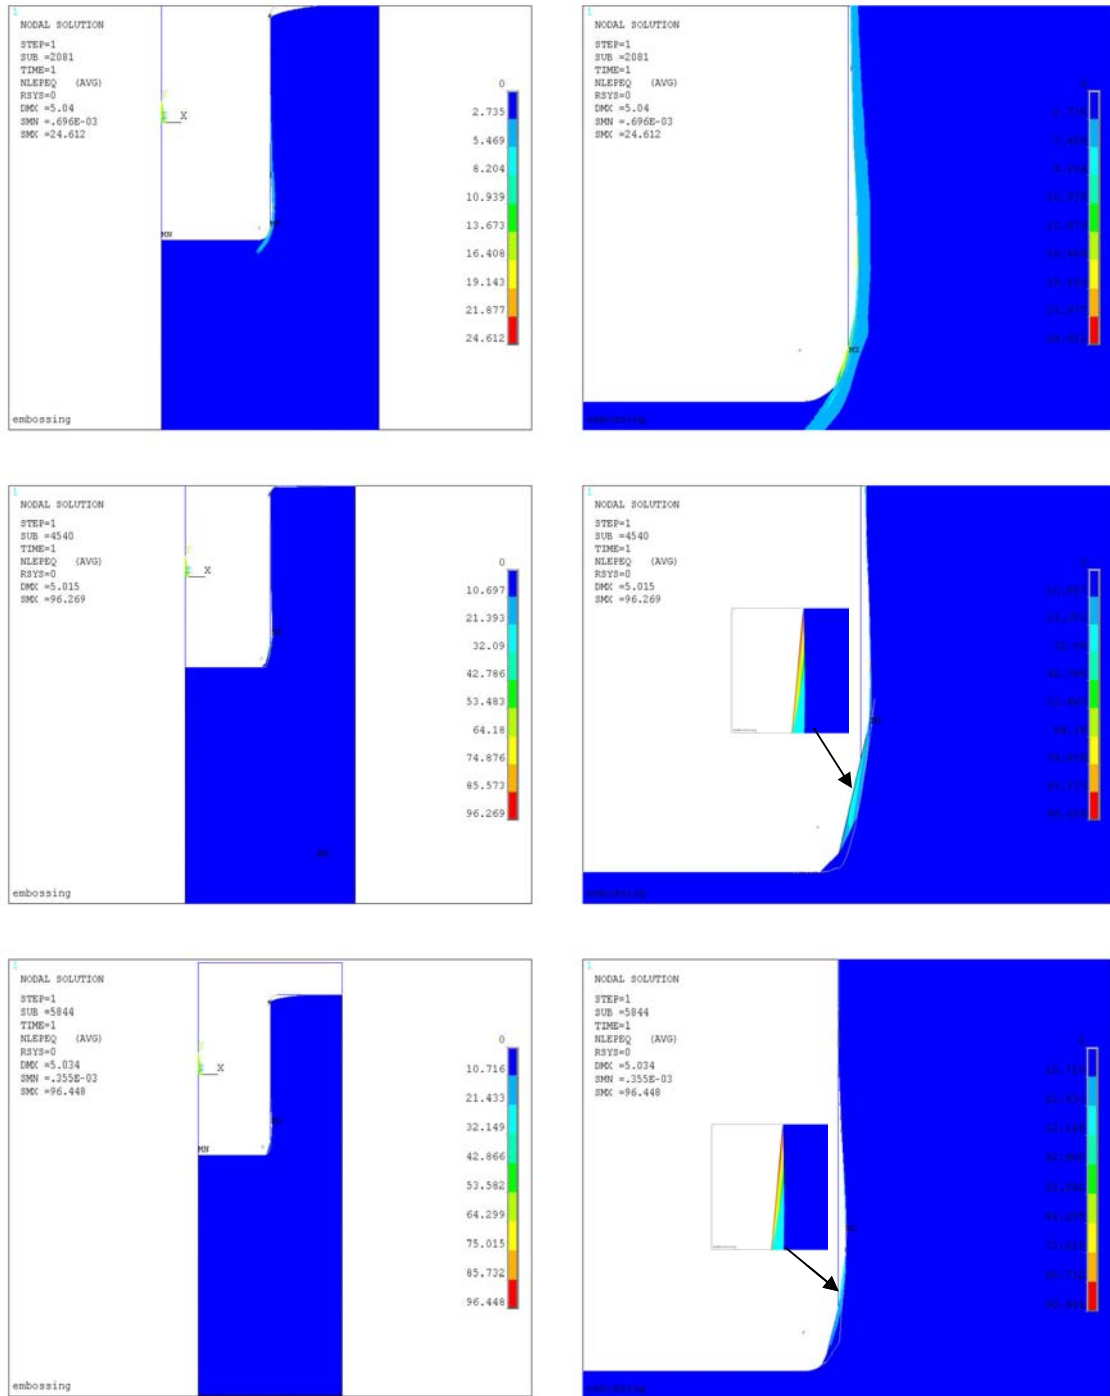 1
NODAL SOLUTION
STEP=1
SUB =2081
TIME=1
NLEPEQ (AVG)
RSYS=0
DMX =5.04
SMN =.696E-03
SMX =24.612
Y
X
MN
MX
0
2.735
5.469
8.204
10.939
13.673
16.408
19.143
21.877
24.612
embossing
1
NODAL SOLUTION
STEP=1
SUB =2081
TIME=1
NLEPEQ (AVG)
RSYS=0
DMX =5.04
SMN =.696E-03
SMX =24.612
MX
embossing
1
NODAL SOLUTION
STEP=1
SUB =4540
TIME=1
NLEPEQ (AVG)
RSYS=0
DMX =5.015
SMX =96.269
X
0
10.697
21.393
32.09
42.786
53.483
64.18
74.876
85.573
96.269
embossing
1
NODAL SOLUTION
STEP=1
SUB =4540
TIME=1
NLEPEQ (AVG)
RSYS=0
DMX =5.015
SMX =96.269
1
NODAL SOLUTION
STEP=1
SUB =5844
TIME=1
NLEPEQ (AVG)
RSYS=0
DMX =5.034
SMN =.355E-03
SMX =96.448
X
MN
0
10.716
21.433
32.149
42.866
53.582
64.299
75.015
85.732
96.448
embossing
1
NODAL SOLUTION
STEP=1
SUB =5844
TIME=1
NLEPEQ (AVG)
RSYS=0
DMX =5.034
SMN =.355E-03
SMX =96.448